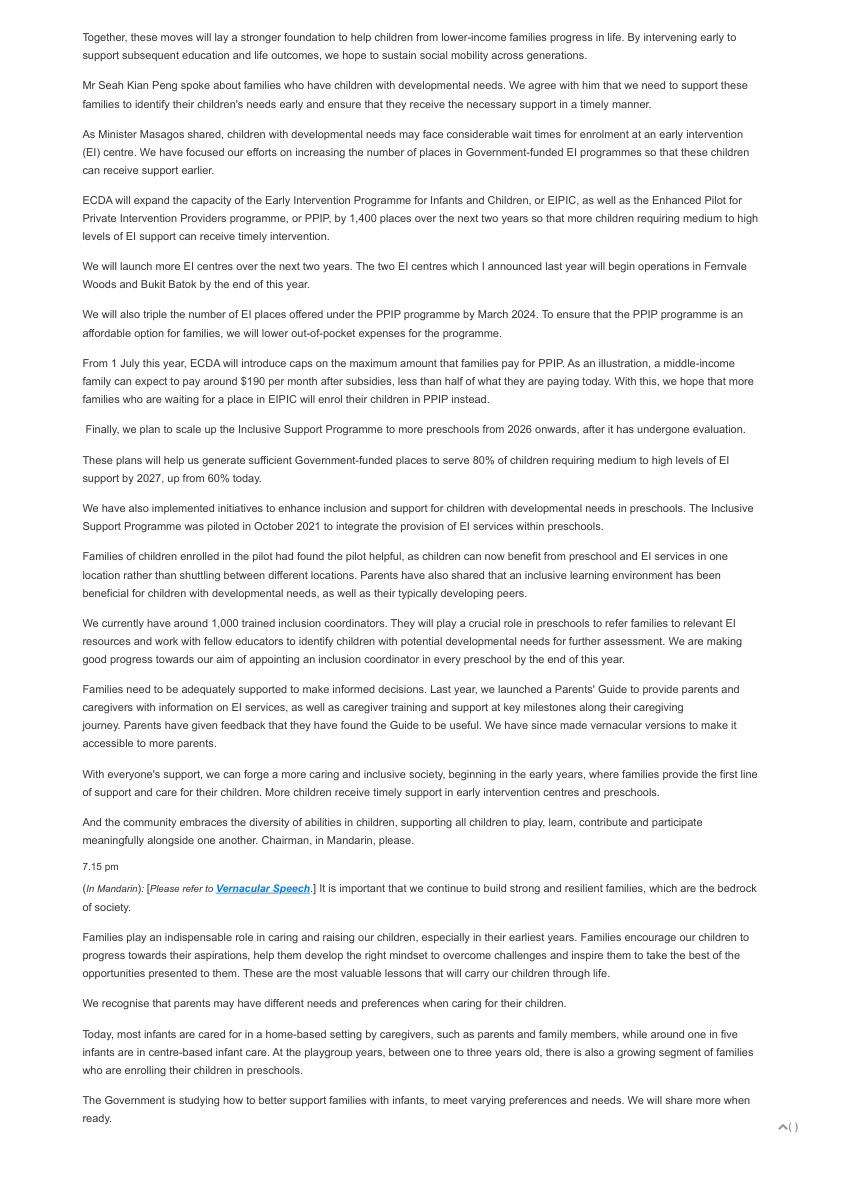 Together, these moves will lay a stronger foundation to help children from lower-income families progress in life. By intervening early to
support subsequent education and life outcomes, we hope to sustain social mobility across generations.
Mr Seah Kian Peng spoke about families who have children with developmental needs. We agree with him that we need to support these
families to identify their children's needs early and ensure that they receive the necessary support in a timely manner.
As Minister Masagos shared, children with developmental needs may face considerable wait times for enrolment at an early intervention
(EI) centre. We have focused our efforts on increasing the number of places in Government-funded EI programmes so that these children
can receive support earlier.
ECDA will expand the capacity of the Early Intervention Programme for Infants and Children, or EIPIC, as well as the Enhanced Pilot for
Private Intervention Providers programme, or PPIP, by 1,400 places over the next two years so that more children requiring medium to high
levels of EI support can receive timely intervention.
We will launch more EI centres over the next two years. The two EI centres which I announced last year will begin operations in Fernvale
Woods and Bukit Batok by the end of this year.
We will also triple the number of EI places offered under the PPIP programme by March 2024. To ensure that the PPIP programme is an
affordable option for families, we will lower out-of-pocket expenses for the programme.
From 1 July this year, ECDA will introduce caps on the maximum amount that families pay for PPIP. As an illustration, a middle-income
family can expect to pay around $190 per month after subsidies, less than half of what they are paying today. With this, we hope that more
families who are waiting for a place in EIPIC will enrol their children in PPIP instead.
Finally, we plan to scale up the Inclusive Support Programme to more preschools from 2026 onwards, after it has undergone evaluation.
These plans will help us generate sufficient Government-funded places to serve 80% of children requiring medium to high levels of EI
support by 2027, up from 60% today.
We have also implemented initiatives to enhance inclusion and support for children with developmental needs in preschools. The Inclusive
Support Programme was piloted in October 2021 to integrate the provision of EI services within preschools.
Families of children enrolled in the pilot had found the pilot helpful, as children can now benefit from preschool and EI services in one
location rather than shuttling between different locations. Parents have also shared that an inclusive learning environment has been
beneficial for children with developmental needs, as well as their typically developing peers.
We currently have around 1,000 trained inclusion coordinators. They will play a crucial role in preschools to refer families to relevant EI
resources and work with fellow educators to identify children with potential developmental needs for further assessment. We are making
good progress towards our aim of appointing an inclusion coordinator in every preschool by the end of this year.
Families need to be adequately supported to make informed decisions. Last year, we launched a Parents' Guide to provide parents and
caregivers with information on EI services, as well as caregiver training and support at key milestones along their caregiving
journey. Parents have given feedback that they have found the Guide to be useful. We have since made vernacular versions to make it
accessible to more parents.
With everyone's support, we can forge a more caring and inclusive society, beginning in the early years, where families provide the first line
of support and care for their children. More children receive timely support in early intervention centres and preschools.
And the community embraces the diversity of abilities in children, supporting all children to play, learn, contribute and participate
meaningfully alongside one another. Chairman, in Mandarin, please.
7.15 pm
(In Mandarin): [Please refer to Vernacular Speech.] It is important that we continue to build strong and resilient families, which are the bedrock
of society.
Families play an indispensable role in caring and raising our children, especially in their earliest years. Families encourage our children to
progress towards their aspirations, help them develop the right mindset to overcome challenges and inspire them to take the best of the
opportunities presented to them. These are the most valuable lessons that will carry our children through life.
We recognise that parents may have different needs and preferences when caring for their children.
Today, most infants are cared for in a home-based setting by caregivers, such as parents and family members, while around one in five
infants are in centre-based infant care. At the playgroup years, between one to three years old, there is also a growing segment of families
who are enrolling their children in preschools.
The Government is studying how to better support families with infants, to meet varying preferences and needs. We will share more when
ready.
( )